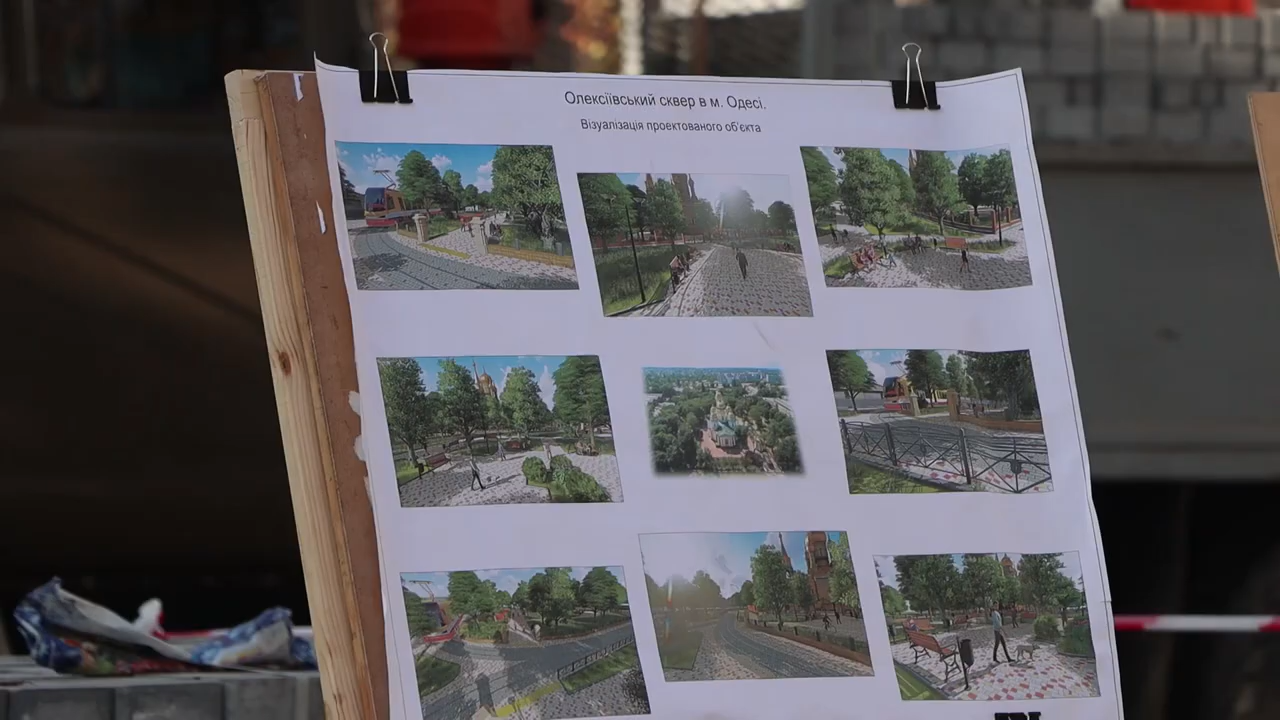 Олексіївський сквер в м. Одесі.
Візуалізація проектованого об'єкта